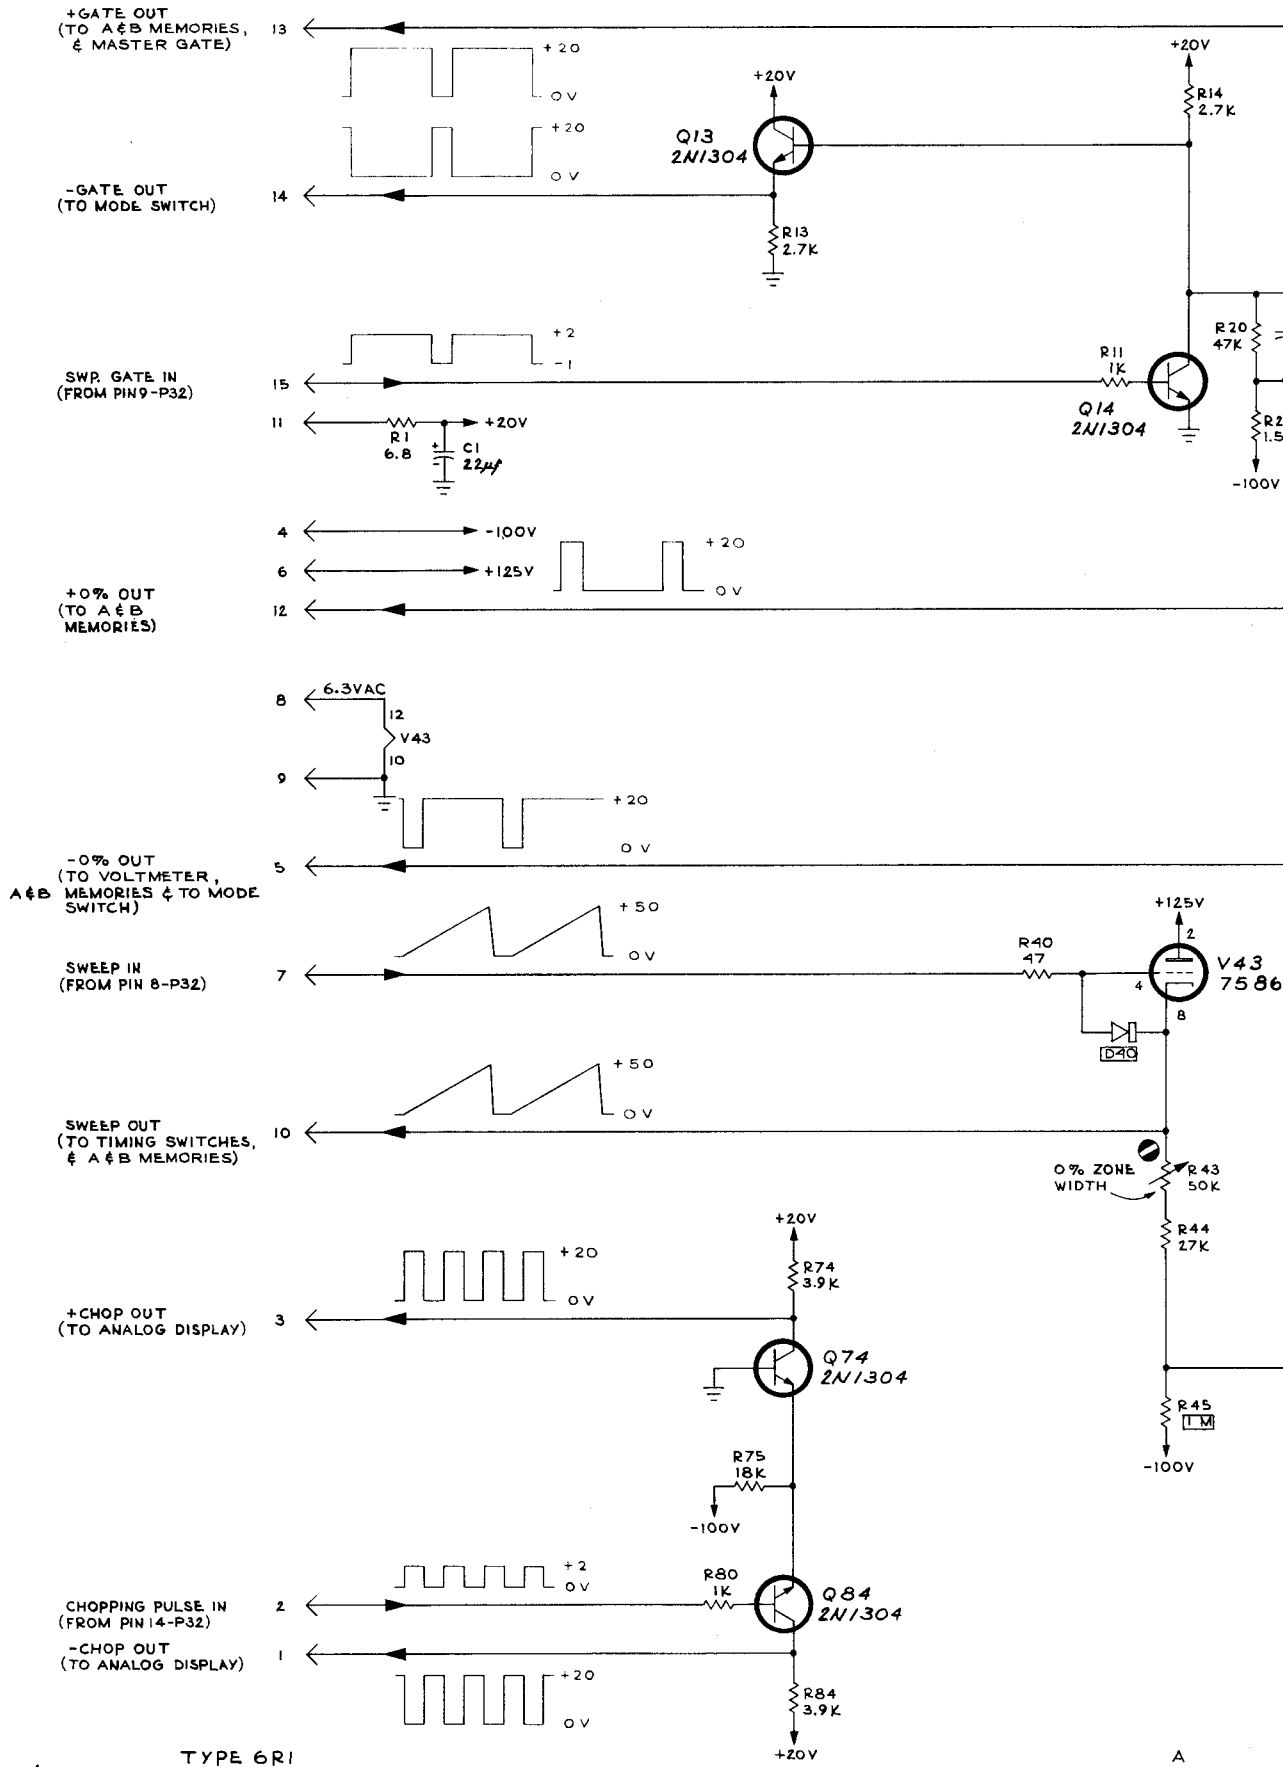 +GATE OUT
(TO A&B MEMORIES,
& MASTER GATE)
13
+20
0V
+20V
+20V
R14
2.7K
Q13
2N1304
+20
0V
-GATE OUT
(TO MODE SWITCH)
14
R13
2.7K
+2
-1
R20
47K
SWP. GATE IN
(FROM PIN9-P32)
15
R11
1K
Q14
2N1304
11
R1
6.8
+20V
C1
22µf
R2
1.5
-100V
4
-100V
6
+125V
+20
0V
+0% OUT
(TO A&B
MEMORIES)
12
8
6.3VAC
12
V43
10
9
+20
0V
-0% OUT
(TO VOLTMETER,
A&B MEMORIES & TO MODE
SWITCH)
5
+50
0V
+125V
2
SWEEP IN
(FROM PIN 8-P32)
7
R40
47
4
V43
7586
8
D40
+50
0V
SWEEP OUT
(TO TIMING SWITCHES,
& A&B MEMORIES)
10
0% ZONE
WIDTH
R43
50K
R44
27K
+20V
+20
0V
R74
3.9K
+CHOP OUT
(TO ANALOG DISPLAY)
3
Q74
2N1304
R45
1M
-100V
R75
18K
-100V
+2
0V
CHOPPING PULSE IN
(FROM PIN 14-P32)
2
R80
1K
Q84
2N1304
-CHOP OUT
(TO ANALOG DISPLAY)
1
+20
0V
R84
3.9K
+20V
TYPE 6R1
A